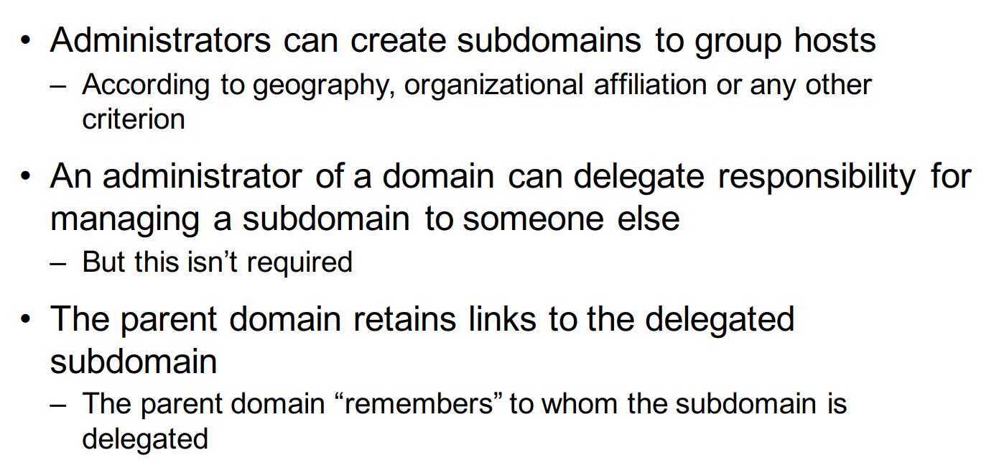 • Administrators can create subdomains to group hosts
– According to geography, organizational affiliation or any other
criterion
• An administrator of a domain can delegate responsibility for
managing a subdomain to someone else
– But this isn’t required
• The parent domain retains links to the delegated
subdomain
– The parent domain “remembers” to whom the subdomain is
delegated